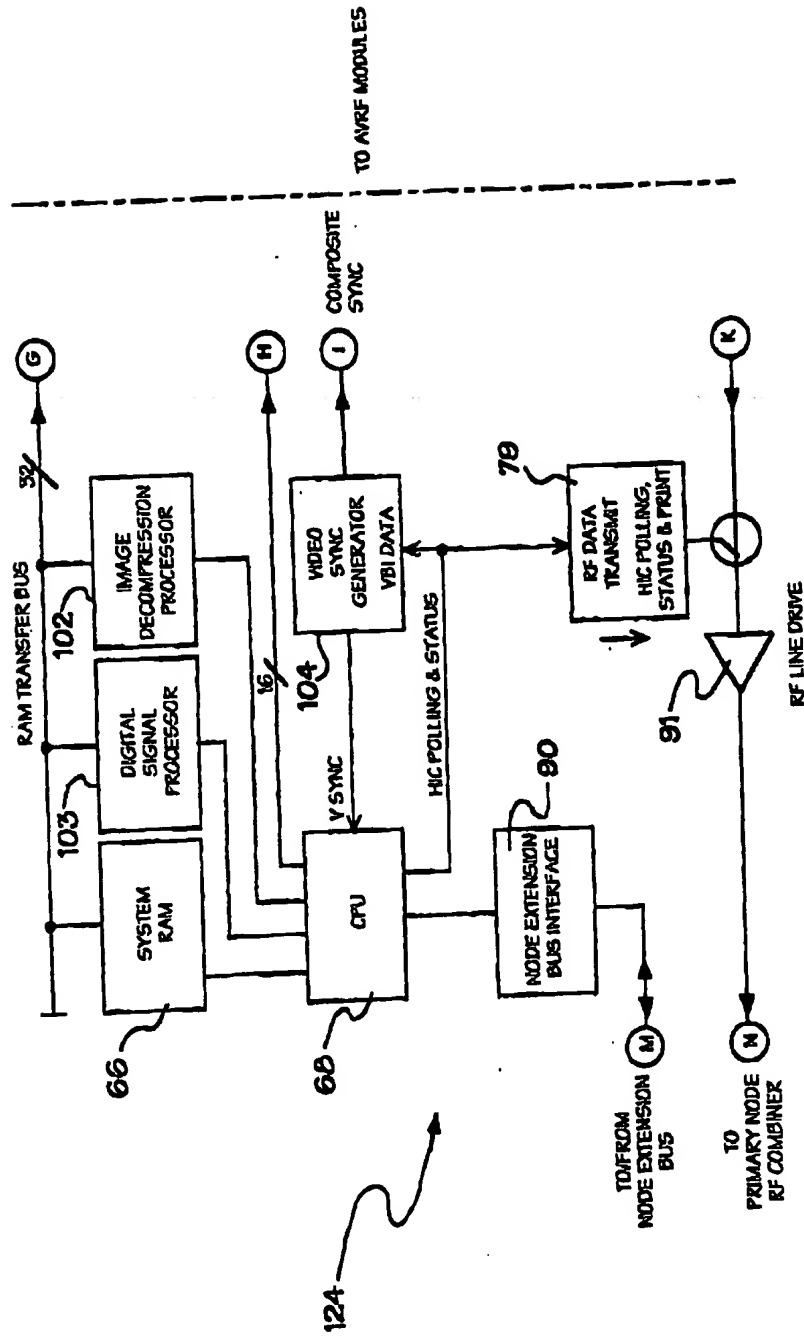 RAM TRANSFER BUS
32
G
102
IMAGE
DECOMPRESSION
PROCESSOR
103
DIGITAL
SIGNAL
PROCESSOR
66
SYSTEM
RAM
H
16
I
COMPOSITE
SYNC
TO AVRF MODULES
VIDEO
SYNC
GENERATOR
VBI DATA
104
V SYNC
CPU
68
HIC POLLING & STATUS
79
RF DATA
TRANSMIT
HIC POLLING,
STATUS & PRINT
90
NODE EXTENSION
BUS INTERFACE
K
91
RF LINE DRIVE
M
TO/FROM
NODE EXTENSION
BUS
N
TO
PRIMARY NODE
RF COMBINER
124